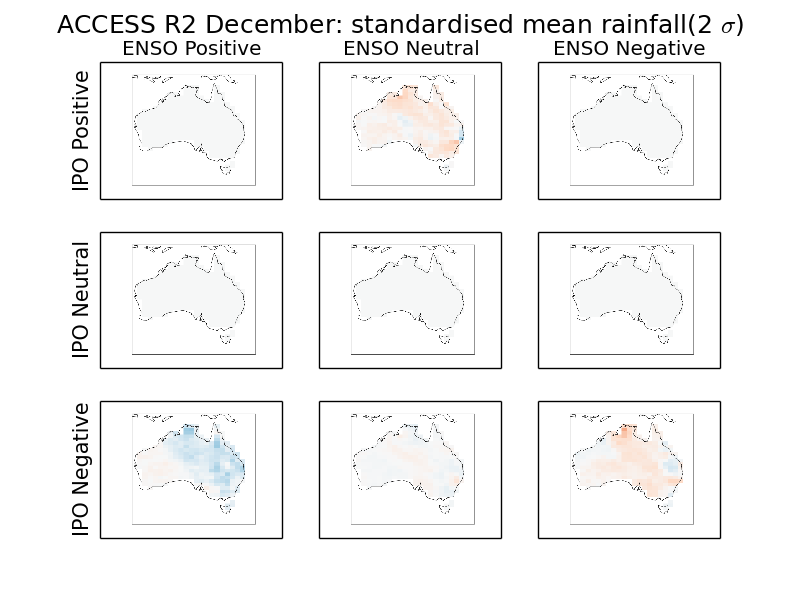 ACCESS R2 December: standardised mean rainfall(2 σ)
ENSO Positive ENSO Neutral ENSO Negative
IPO Positive
IPO Neutral
IPO Negative